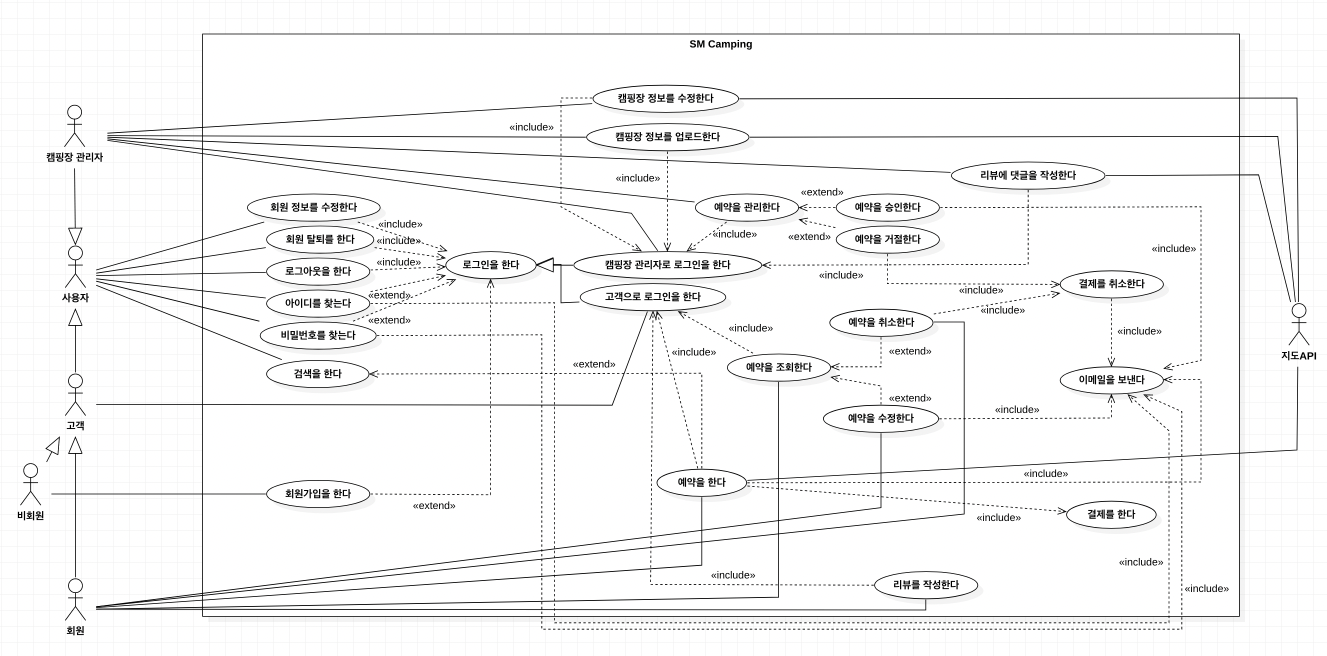 SM Camping
캠핑장 정보를 수정한다
«include»
캠핑장 정보를 업로드한다
캠핑장 관리자
«include»
리뷰에 댓글을 작성한다
«extend»
회원 정보를 수정한다
예약을 관리한다
예약을 승인한다
«include»
«include»
«extend»
회원 탈퇴를 한다
«include»
예약을 거절한다
«include»
로그아웃을 한다
«include»
로그인을 한다
캠핑장 관리자로 로그인을 한다
«include»
사용자
아이디를 찾는다
«extend»
고객으로 로그인을 한다
«include»
결제를 취소한다
«include»
«extend»
비밀번호를 찾는다
«include»
예약을 취소한다
«include»
«include»
«extend»
지도API
검색을 한다
«extend»
예약을 조회한다
이메일을 보낸다
«extend»
«include»
고객
예약을 수정한다
«include»
예약을 한다
회원가입을 한다
«extend»
비회원
결제를 한다
«include»
«include»
«include»
리뷰를 작성한다
«include»
회원